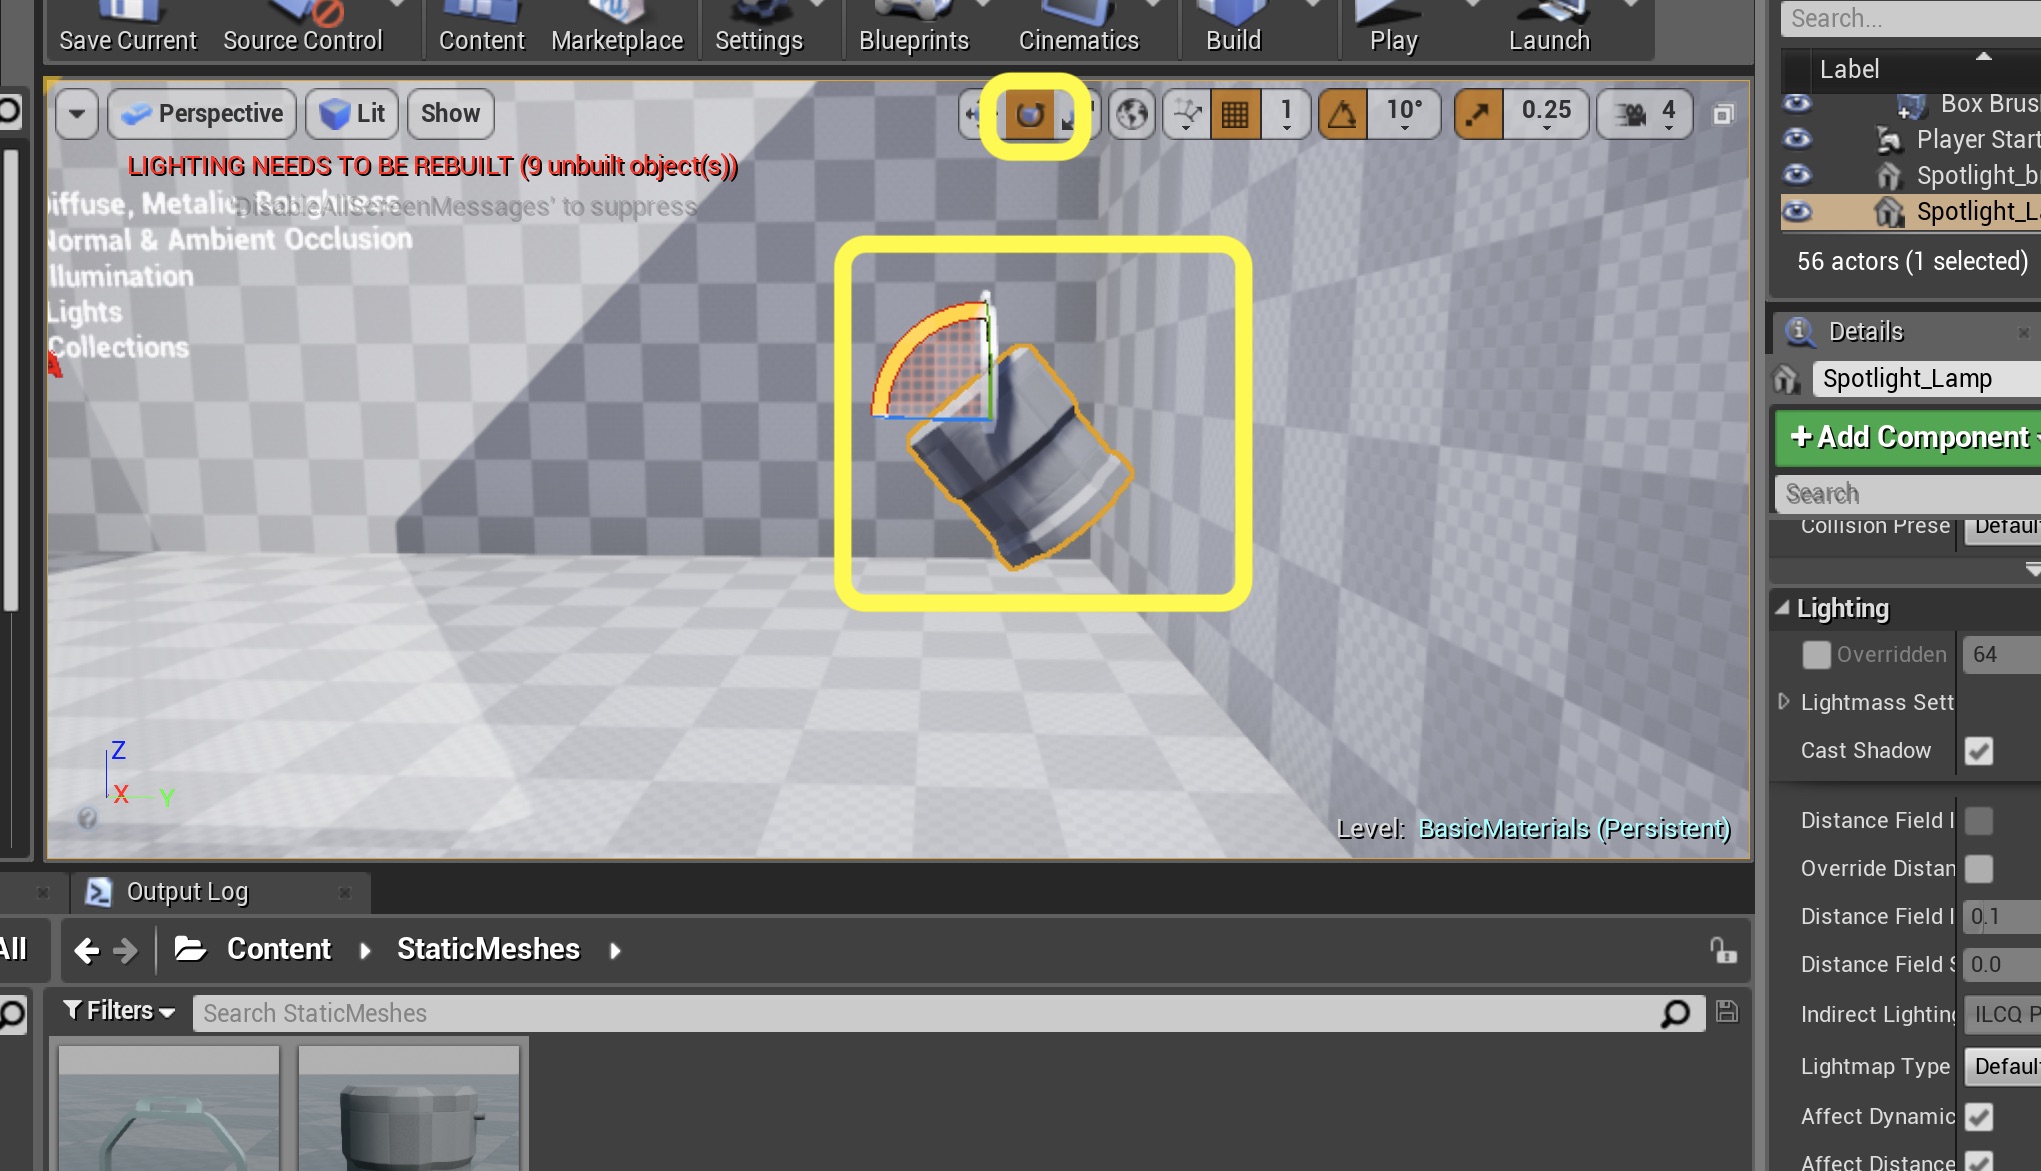 Save Current Source Control Content Marketplace Settings Blueprints Cinematics Build Play Launch
Search...
Label
Perspective Lit Show 1 10° 0.25 4
LIGHTING NEEDS TO BE REBUILT (9 unbuilt object(s))
'DisableAllScreenMessages' to suppress
iffuse, Metalic, Roughness
Normal & Ambient Occlusion
Illumination
Lights
Collections
Z
X Y
Level: BasicMaterials (Persistent)
Box Brus
Player Start
Spotlight_b
Spotlight_L
56 actors (1 selected)
Details
Spotlight_Lamp
+Add Component
Search
Collision Prese Defaul
Lighting
Overridden 64
Lightmass Sett
Cast Shadow
Distance Field I
Override Distan
Distance Field I 0.1
Distance Field S 0.0
Indirect Lighting ILCQ P
Lightmap Type Defaul
Affect Dynamic
Affect Distance
Output Log
All Content StaticMeshes
Filters Search StaticMeshes